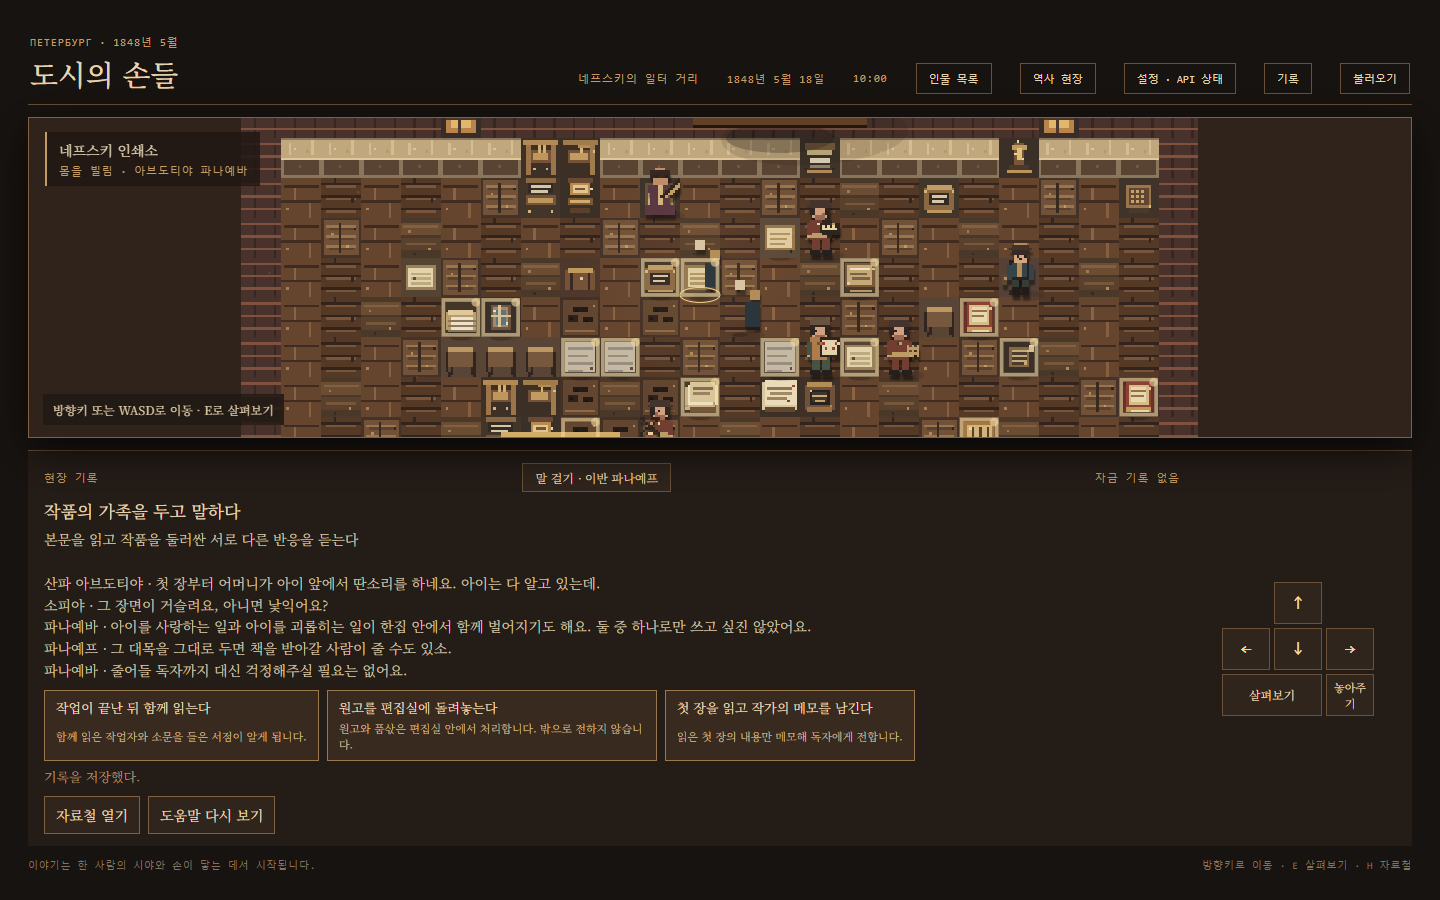 ПЕТЕРБУРГ · 1848년 5월
도시의 손들
네프스키의 일터 거리
1848년 5월 18일
10:00
인물 목록
역사 현장
설정 · API 상태
기록
불러오기
네프스키 인쇄소
몸을 빌림 · 아브도티야 파나예바
방향키 또는 WASD로 이동 · E로 살펴보기
현장 기록
말 걸기 · 이반 파나예프
자금 기록 없음
작품의 가족을 두고 말하다
본문을 읽고 작품을 둘러싼 서로 다른 반응을 듣는다
산파 아브도티야 · 첫 장부터 어머니가 아이 앞에서 딴소리를 하네요. 아이는 다 알고 있는데.
소피야 · 그 장면이 거슬려요, 아니면 낯익어요?
파나예바 · 아이를 사랑하는 일과 아이를 괴롭히는 일이 한집 안에서 함께 벌어지기도 해요. 둘 중 하나로만 쓰고 싶진 않았어요.
파나예프 · 그 대목을 그대로 두면 책을 받아갈 사람이 줄 수도 있소.
파나예바 · 줄어들 독자까지 대신 걱정해주실 필요는 없어요.
↑
← ↓ →
살펴보기
놓아주
기
작업이 끝난 뒤 함께 읽는다
함께 읽은 작업자와 소문을 들은 서점이 알게 됩니다.
원고를 편집실에 돌려놓는다
원고와 품삯은 편집실 안에서 처리합니다. 밖으로 전하지 않습니
다.
첫 장을 읽고 작가의 메모를 남긴다
읽은 첫 장의 내용만 메모해 독자에게 전합니다.
기록을 저장했다.
자료철 열기
도움말 다시 보기
이야기는 한 사람의 시야와 손이 닿는 데서 시작됩니다.
방향키로 이동 · E 살펴보기 · H 자료철